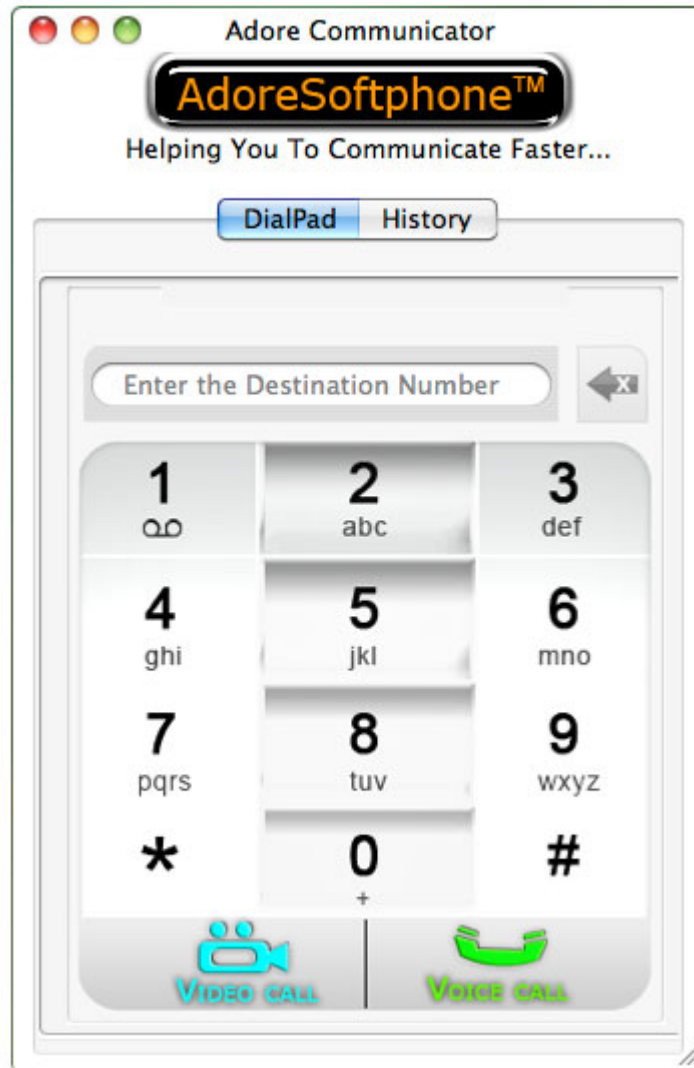 Adore Communicator
AdoreSoftphone™
Helping You To Communicate Faster...
DialPad History
Enter the Destination Number
x
1 2 3
abc def
4 5 6
ghi jkl mno
7 8 9
pqrs tuv wxyz
* 0 #
+
VIDEO CALL VOICE CALL